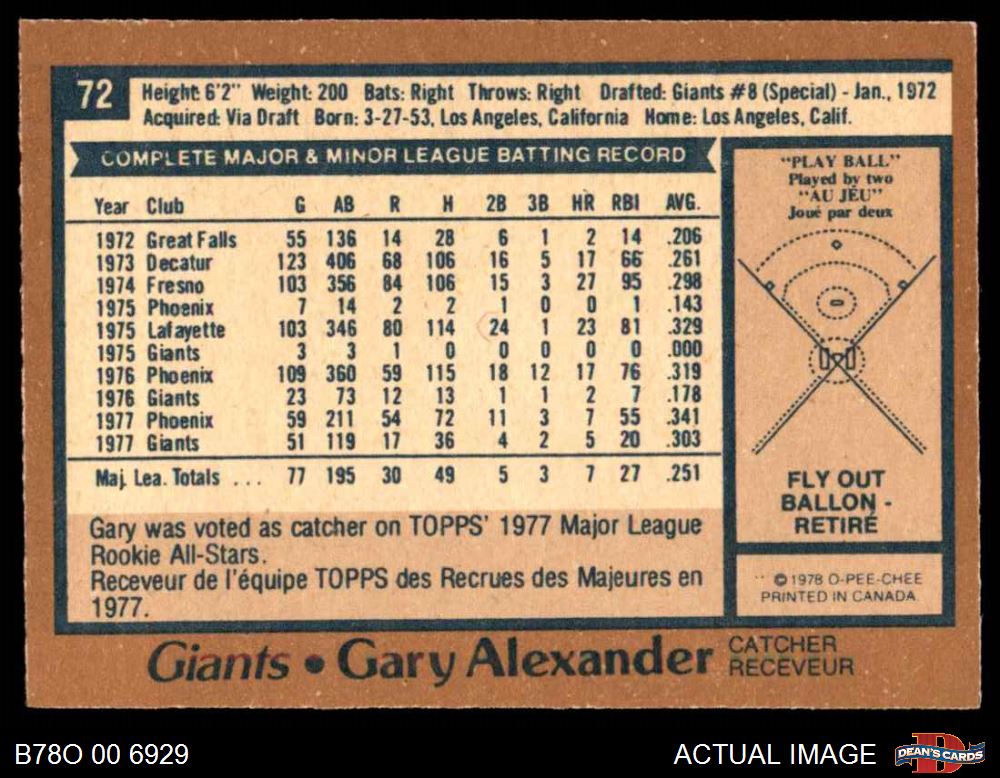 72
Height: 6'2" Weight: 200 Bats: Right Throws: Right Drafted: Giants #8 (Special) - Jan., 1972
Acquired: Via Draft Born: 3-27-53, Los Angeles, California Home: Los Angeles, Calif.
COMPLETE MAJOR & MINOR LEAGUE BATTING RECORD
Year Club G AB R H 2B 3B HR RBI AVG.
1972 Great Falls 55 136 14 28 6 1 2 14 .206
1973 Decatur 123 406 68 106 16 5 17 66 .261
1974 Fresno 103 356 84 106 15 3 27 95 .298
1975 Phoenix 7 14 2 2 1 0 0 1 .143
1975 Lafayette 103 346 80 114 24 1 23 81 .329
1975 Giants 3 3 1 0 0 0 0 0 .000
1976 Phoenix 109 360 59 115 18 12 17 76 .319
1976 Giants 23 73 12 13 1 1 2 7 .178
1977 Phoenix 59 211 54 72 11 3 7 55 .341
1977 Giants 51 119 17 36 4 2 5 20 .303
Maj. Lea. Totals ... 77 195 30 49 5 3 7 27 .251
Gary was voted as catcher on TOPPS' 1977 Major League
Rookie All-Stars.
Receveur de l'équipe TOPPS des Recrues des Majeures en
1977.
"PLAY BALL"
Played by two
"AU JÉU"
Joué par deux
FLY OUT
BALLON -
RETIRÉ
© 1978 O-PEE-CHEE
PRINTED IN CANADA
Giants • Gary Alexander
CATCHER
RECEVEUR
B78O 00 6929
ACTUAL IMAGE
DEAN'S CARDS